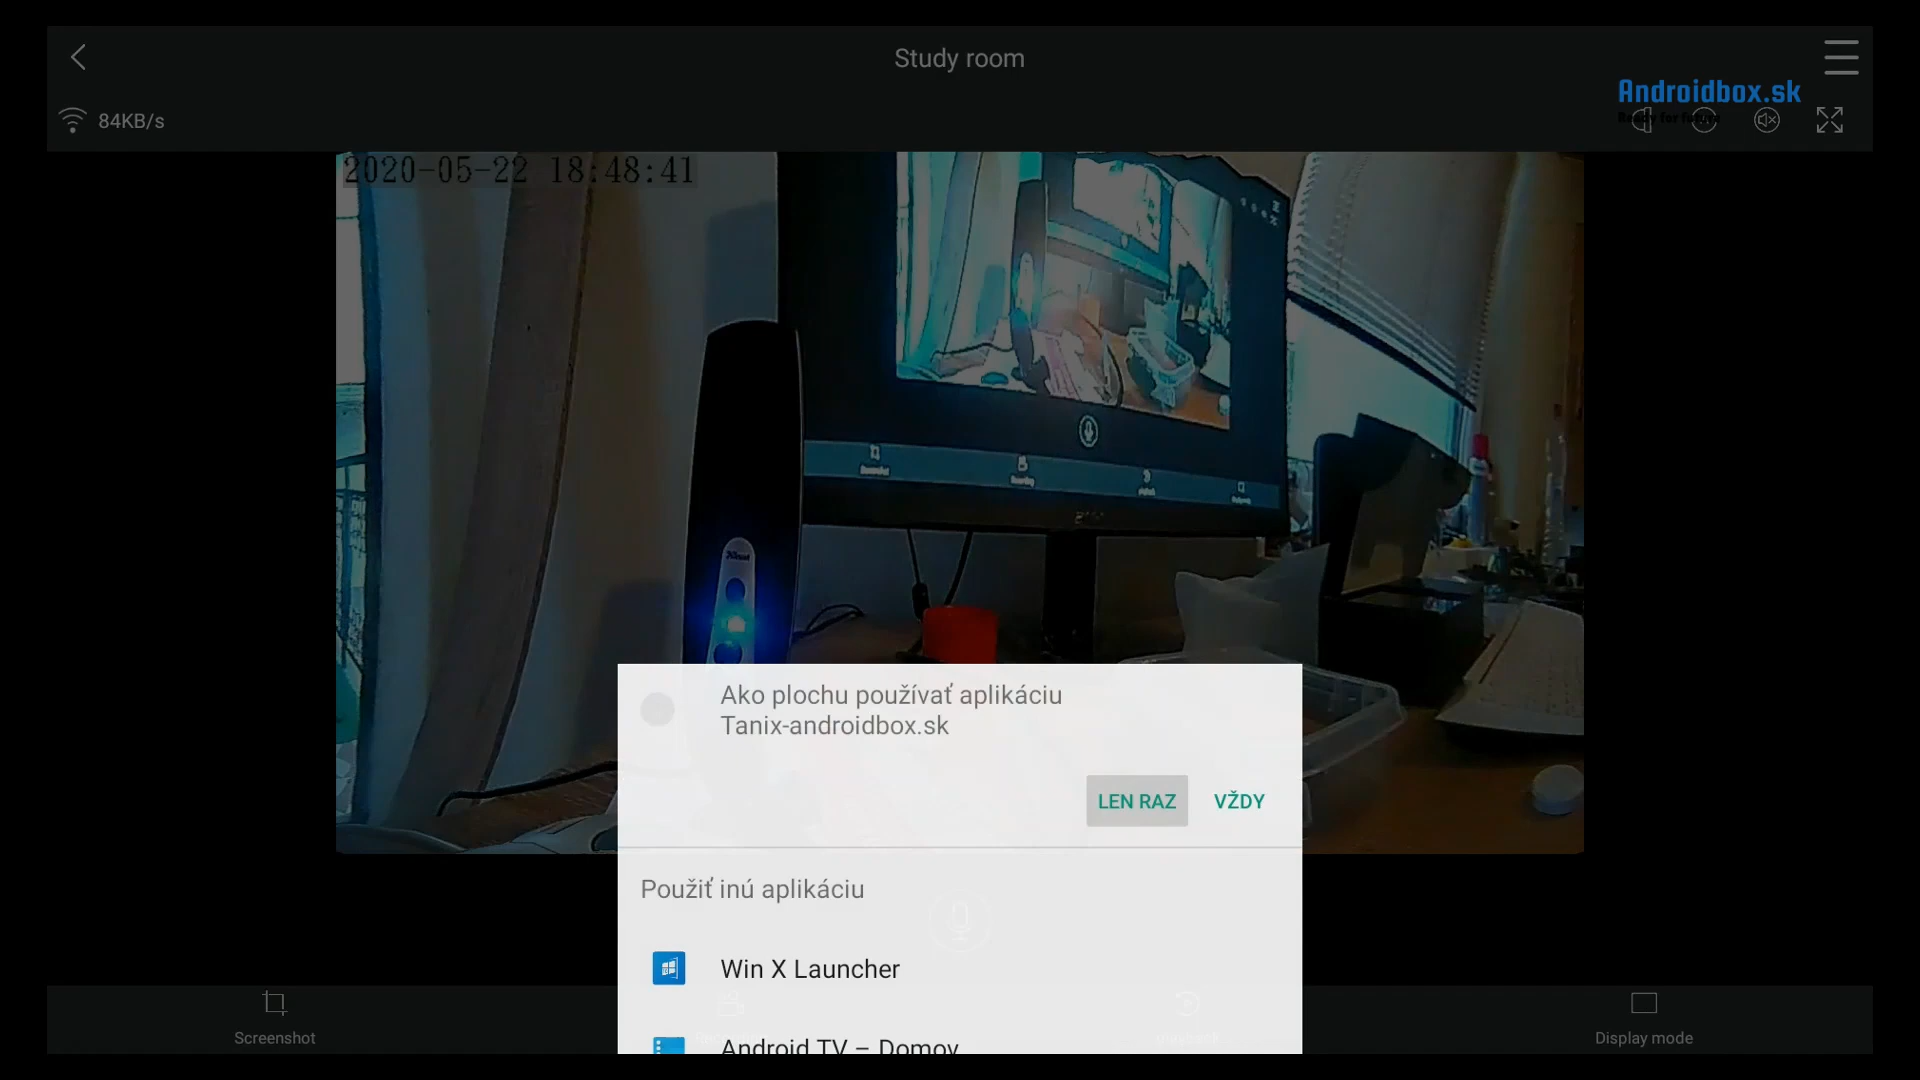 Study room
84KB/s
Androidbox.sk
2020-05-22 18:48:41
Trust
Ako plochu používať aplikáciu
Tanix-androidbox.sk
LEN RAZ
VŽDY
Použiť inú aplikáciu
Win X Launcher
Android TV – Domov
Screenshot
Display mode